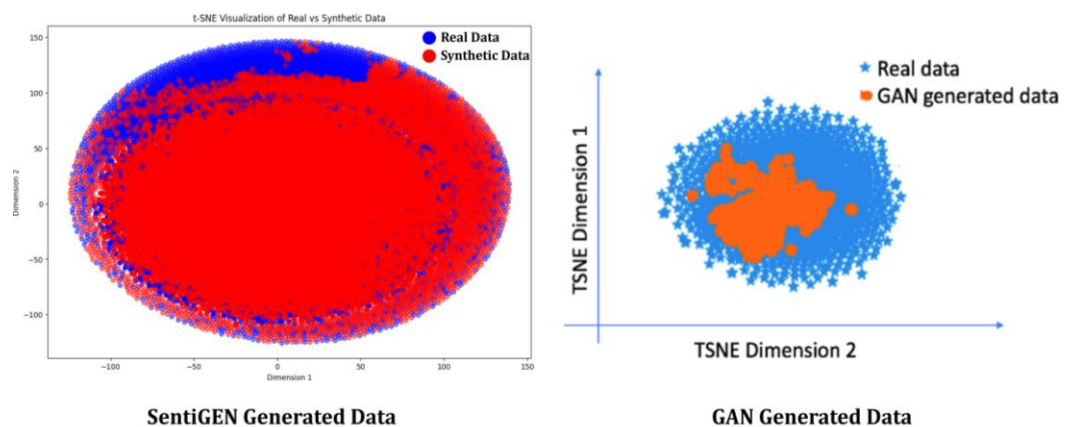 t-SNE Visualization of Real vs Synthetic Data
Real Data
Synthetic Data
150
100
50
0
−50
−100
Dimension 2
−100
−50
0
50
100
150
Dimension 1
SentiGEN Generated Data
Real data
GAN generated data
TSNE Dimension 1
TSNE Dimension 2
GAN Generated Data